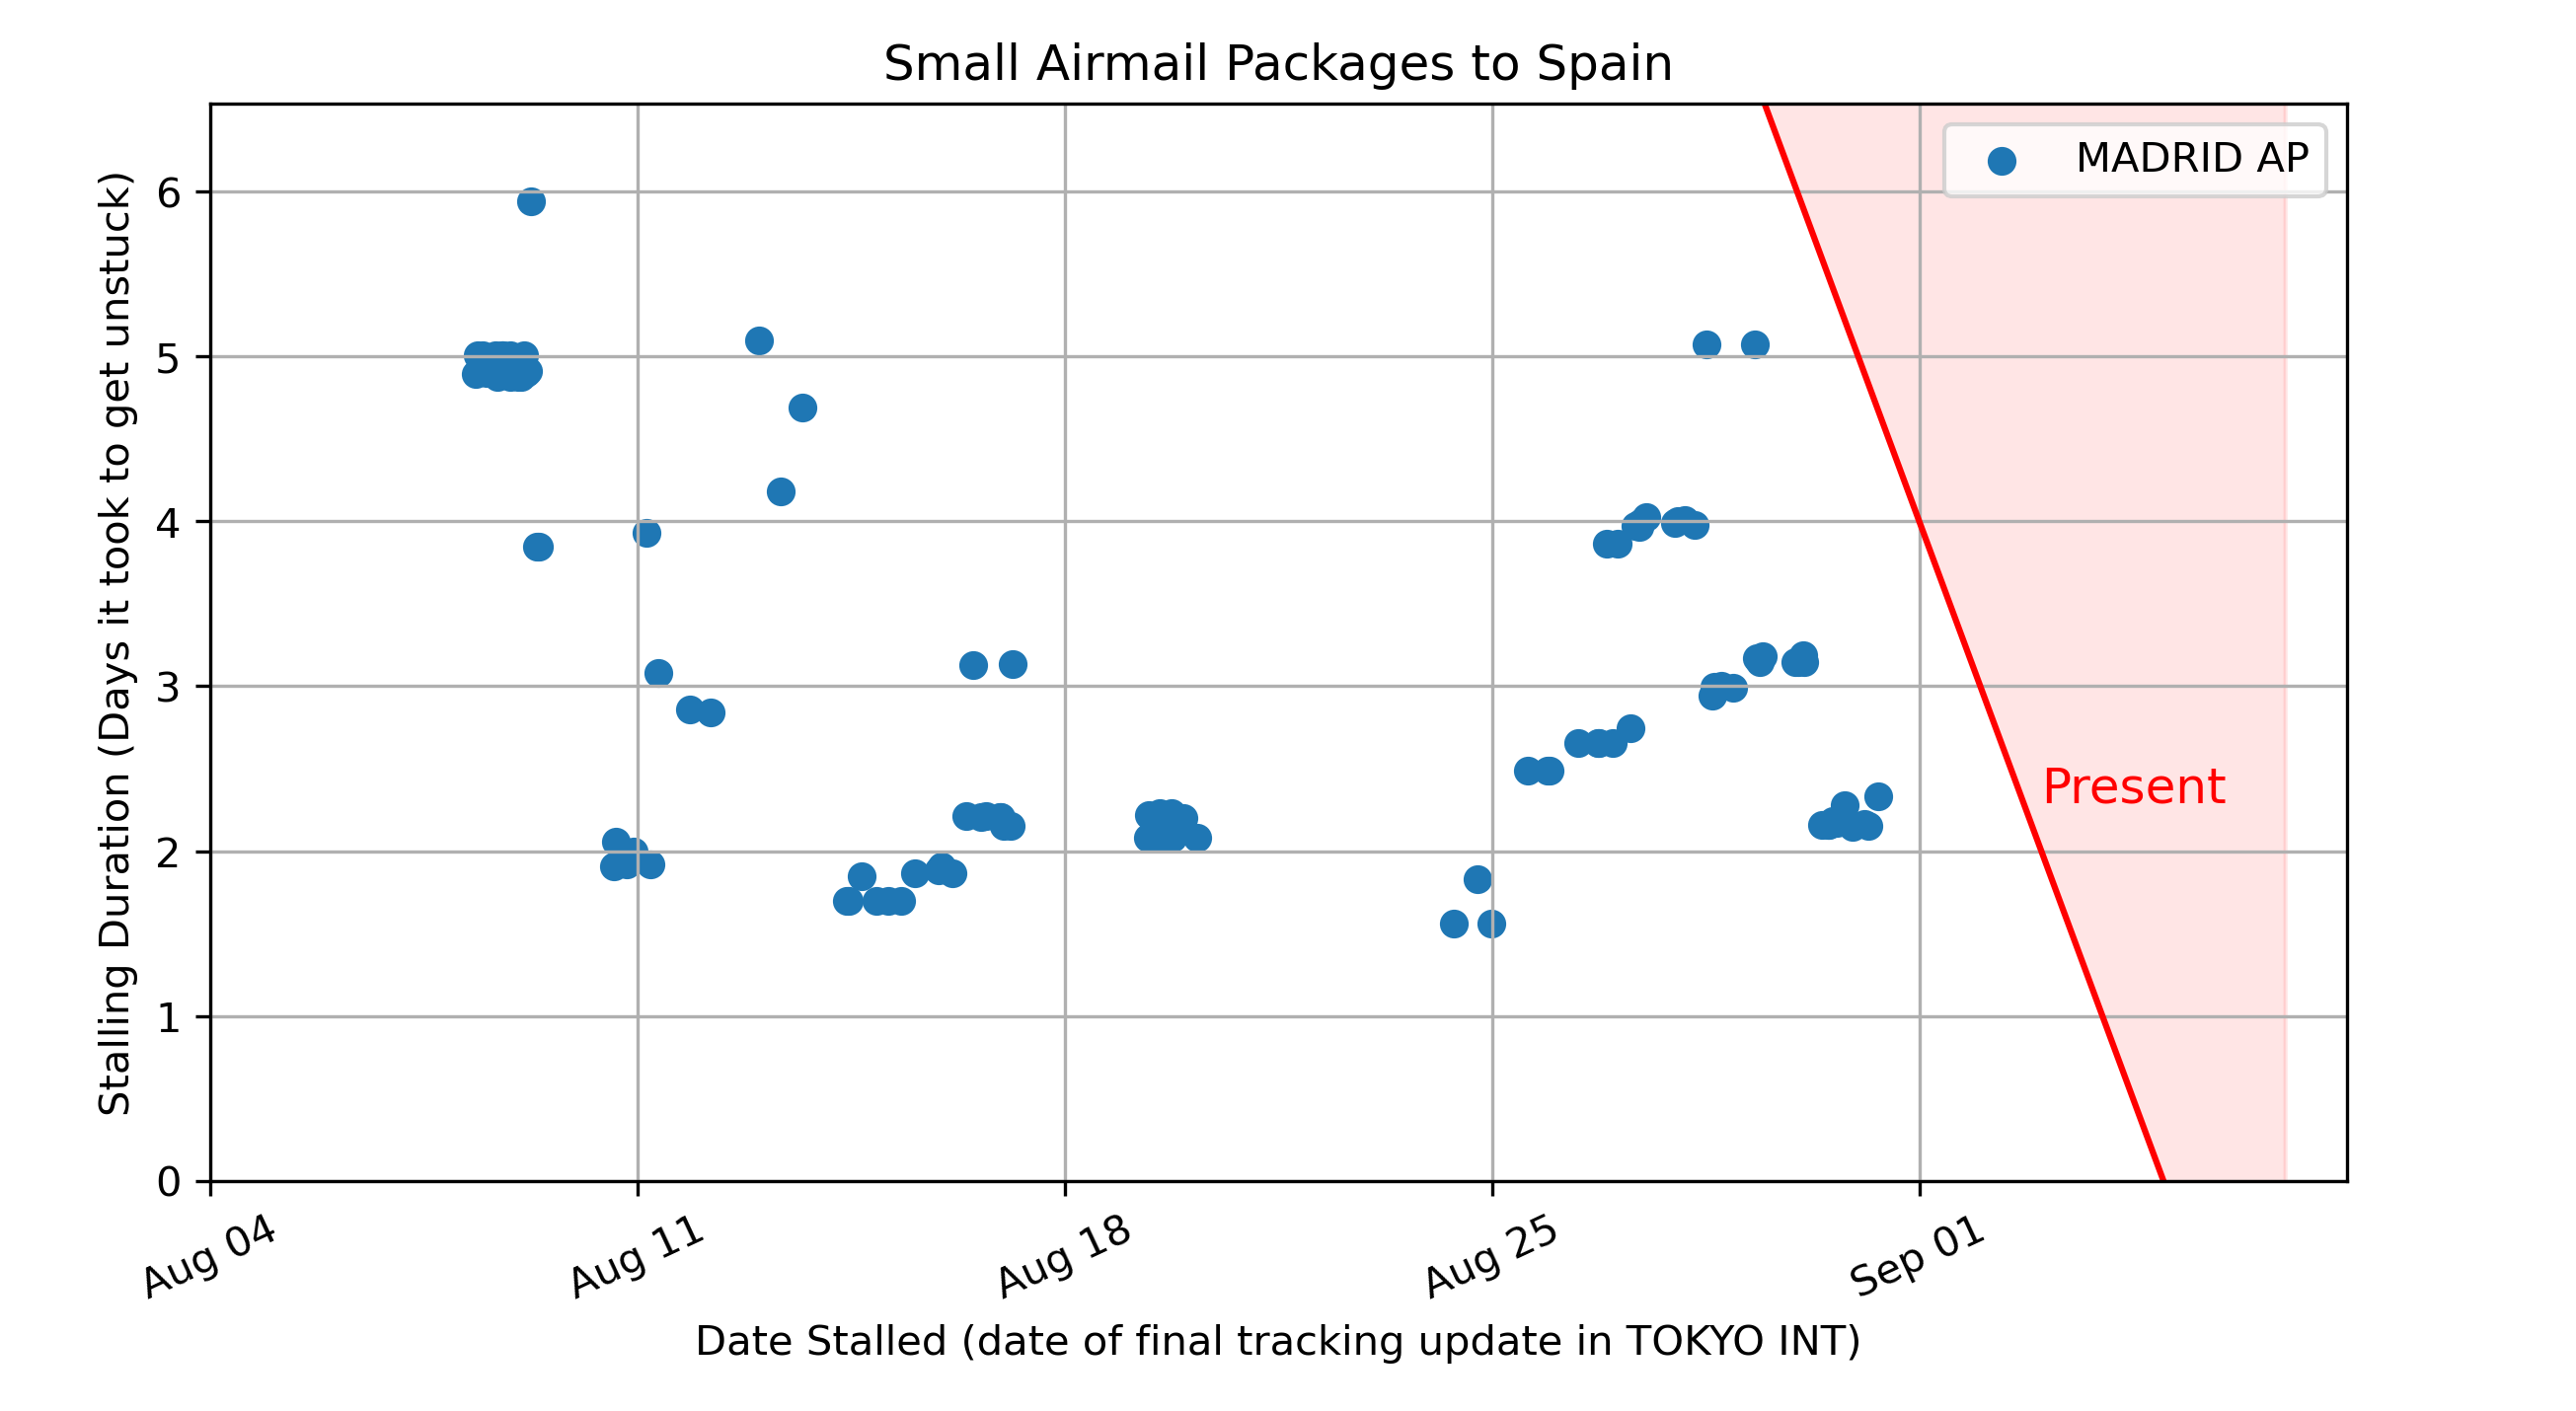 Small Airmail Packages to Spain
MADRID AP
Stalling Duration (Days it took to get unstuck)
6
5
4
3
2
1
0
Present
Aug 04
Aug 11
Aug 18
Aug 25
Sep 01
Date Stalled (date of final tracking update in TOKYO INT)